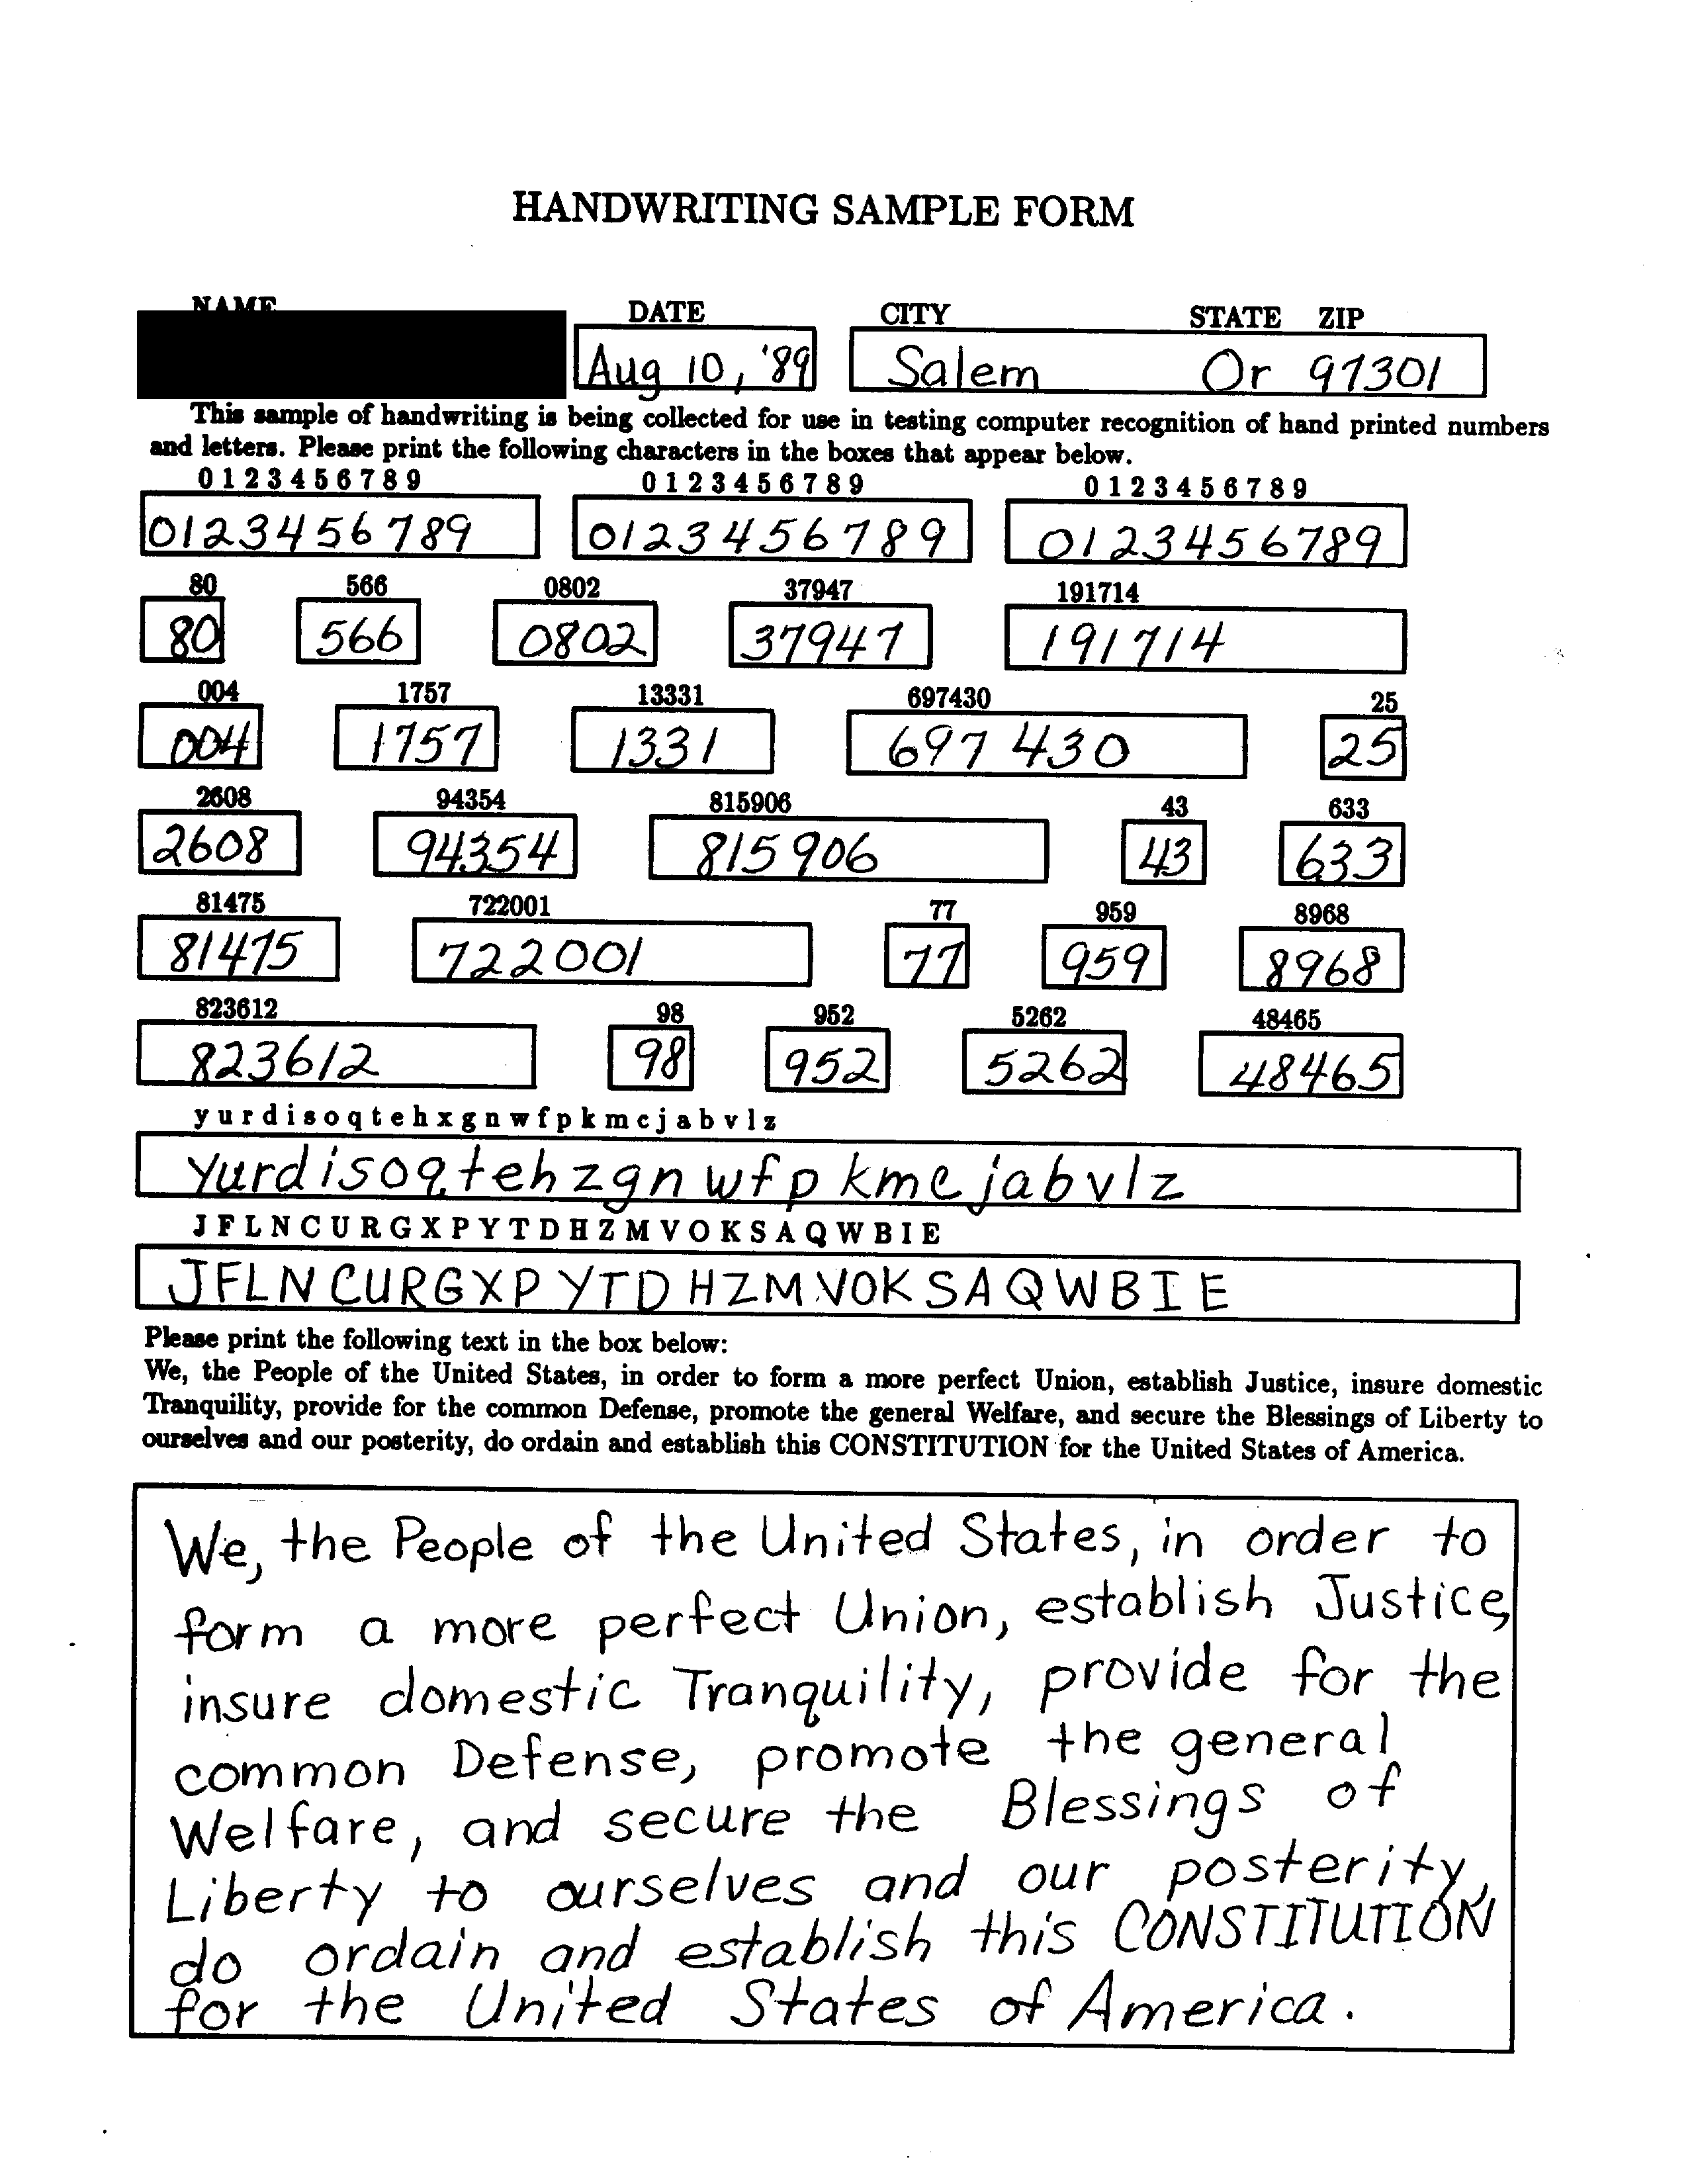 HANDWRITING SAMPLE FORM
NAME DATE CITY STATE ZIP
Aug 10, '89 Salem Or 97301
This sample of handwriting is being collected for use in testing computer recognition of hand printed numbers
and letters. Please print the following characters in the boxes that appear below.
0 1 2 3 4 5 6 7 8 9 0 1 2 3 4 5 6 7 8 9 0 1 2 3 4 5 6 7 8 9
0123456789 0123456789 0123456789
80 566 0802 37947 191714
80 566 0802 37947 191714
004 1757 13331 697430 25
004 1757 1331 697430 25
2608 94354 815906 43 633
2608 94354 815906 43 633
81475 722001 77 959 8968
81475 722001 77 959 8968
823612 98 952 5262 48465
823612 98 952 5262 48465
y u r d i s o q t e h x g n w f p k m c j a b v l z
yurdisoqtehzgnwfpkmcjabvlz
J F L N C U R G X P Y T D H Z M V O K S A Q W B I E
JFLNCURGXPYTDHZMVOKSAQWBIE
Please print the following text in the box below:
We, the People of the United States, in order to form a more perfect Union, establish Justice, insure domestic
Tranquility, provide for the common Defense, promote the general Welfare, and secure the Blessings of Liberty to
ourselves and our posterity, do ordain and establish this CONSTITUTION for the United States of America.
We, the People of the United States, in order to
form a more perfect Union, establish Justice,
insure domestic Tranquility, provide for the
common Defense, promote the general
Welfare, and secure the Blessings of
Liberty to ourselves and our posterity,
do ordain and establish this CONSTITUTION
for the United States of America.